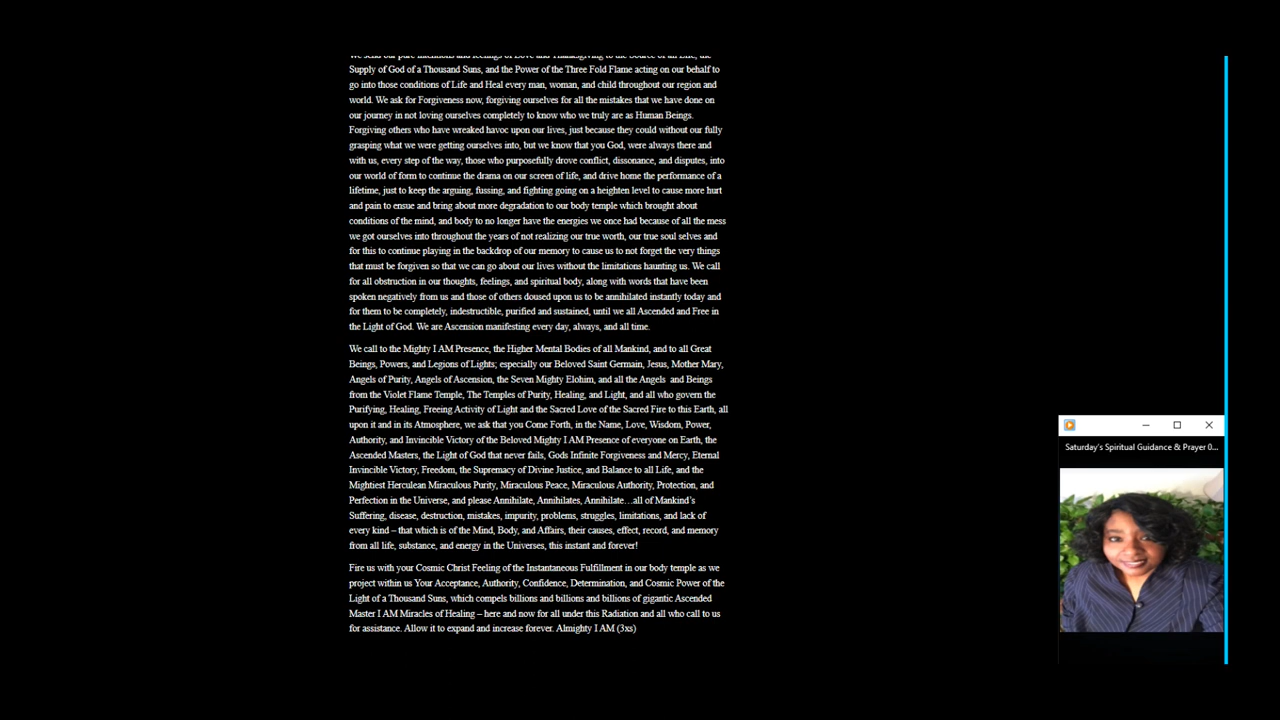 We send our pure intentions and feelings of Love and Thanksgiving to the Source of all Life, the
Supply of God of a Thousand Suns, and the Power of the Three Fold Flame acting on our behalf to
go into those conditions of Life and Heal every man, woman, and child throughout our region and
world. We ask for Forgiveness now, forgiving ourselves for all the mistakes that we have done on
our journey in not loving ourselves completely to know who we truly are as Human Beings.
Forgiving others who have wreaked havoc upon our lives, just because they could without our fully
grasping what we were getting ourselves into, but we know that you God, were always there and
with us, every step of the way, those who purposefully drove conflict, dissonance, and disputes, into
our world of form to continue the drama on our screen of life, and drive home the performance of a
lifetime, just to keep the arguing, fussing, and fighting going on a heighten level to cause more hurt
and pain to ensue and bring about more degradation to our body temple which brought about
conditions of the mind, and body to no longer have the energies we once had because of all the mess
we got ourselves into throughout the years of not realizing our true worth, our true soul selves and
for this to continue playing in the backdrop of our memory to cause us to not forget the very things
that must be forgiven so that we can go about our lives without the limitations haunting us. We call
for all obstruction in our thoughts, feelings, and spiritual body, along with words that have been
spoken negatively from us and those of others doused upon us to be annihilated instantly today and
for them to be completely, indestructible, purified and sustained, until we all Ascended and Free in
the Light of God. We are Ascension manifesting every day, always, and all time.
We call to the Mighty I AM Presence, the Higher Mental Bodies of all Mankind, and to all Great
Beings, Powers, and Legions of Lights; especially our Beloved Saint Germain, Jesus, Mother Mary,
Angels of Purity, Angels of Ascension, the Seven Mighty Elohim, and all the Angels and Beings
from the Violet Flame Temple, The Temples of Purity, Healing, and Light, and all who govern the
Purifying, Healing, Freeing Activity of Light and the Sacred Love of the Sacred Fire to this Earth, all
upon it and in its Atmosphere, we ask that you Come Forth, in the Name, Love, Wisdom, Power,
Authority, and Invincible Victory of the Beloved Mighty I AM Presence of everyone on Earth, the
Ascended Masters, the Light of God that never fails, Gods Infinite Forgiveness and Mercy, Eternal
Invincible Victory, Freedom, the Supremacy of Divine Justice, and Balance to all Life, and the
Mightiest Herculean Miraculous Purity, Miraculous Peace, Miraculous Authority, Protection, and
Perfection in the Universe, and please Annihilate, Annihilates, Annihilate…all of Mankind’s
Suffering, disease, destruction, mistakes, impurity, problems, struggles, limitations, and lack of
every kind – that which is of the Mind, Body, and Affairs, their causes, effect, record, and memory
from all life, substance, and energy in the Universes, this instant and forever!
Fire us with your Cosmic Christ Feeling of the Instantaneous Fulfillment in our body temple as we
project within us Your Acceptance, Authority, Confidence, Determination, and Cosmic Power of the
Light of a Thousand Suns, which compels billions and billions and billions of gigantic Ascended
Master I AM Miracles of Healing – here and now for all under this Radiation and all who call to us
for assistance. Allow it to expand and increase forever. Almighty I AM (3xs)
Saturday's Spiritual Guidance & Prayer 0...